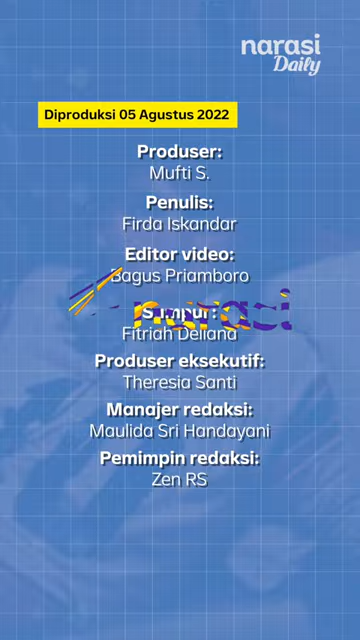 narasi
Daily
Diproduksi 05 Agustus 2022
Produser:
Mufti S.
Penulis:
Firda Iskandar
Editor video:
Bagus Priamboro
narasi
Fitriah Deliana
Produser eksekutif:
Theresia Santi
Manajer redaksi:
Maulida Sri Handayani
Pemimpin redaksi:
Zen RS